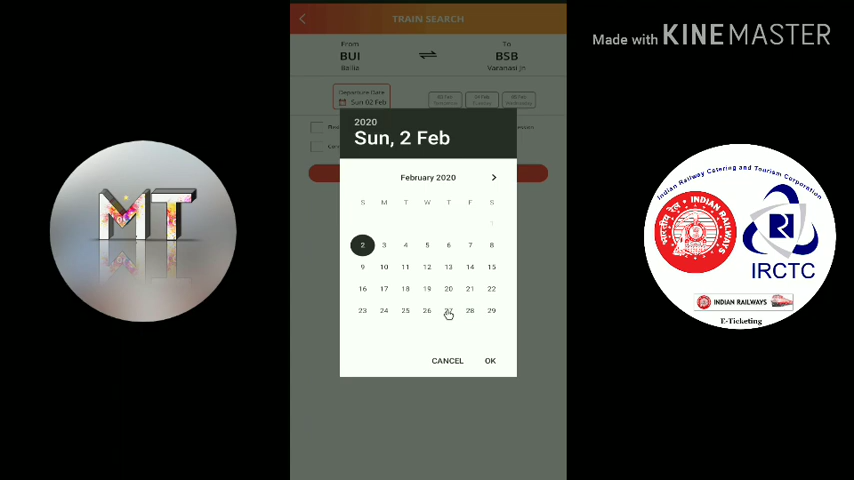 TRAIN SEARCH
From
BUI
Ballia
To
BSB
Varanasi Jn
Departure Date
Sun 02 Feb
2020
Sun, 2 Feb
February 2020
S M T W T F S
1
2 3 4 5 6 7 8
9 10 11 12 13 14 15
16 17 18 19 20 21 22
23 24 25 26 27 28 29
CANCEL OK
Made with KINEMASTER
MT
Indian Railway Catering and Tourism Corporation
भारतीय रेल INDIAN RAILWAYS
IRCTC
INDIAN RAILWAYS
E-Ticketing